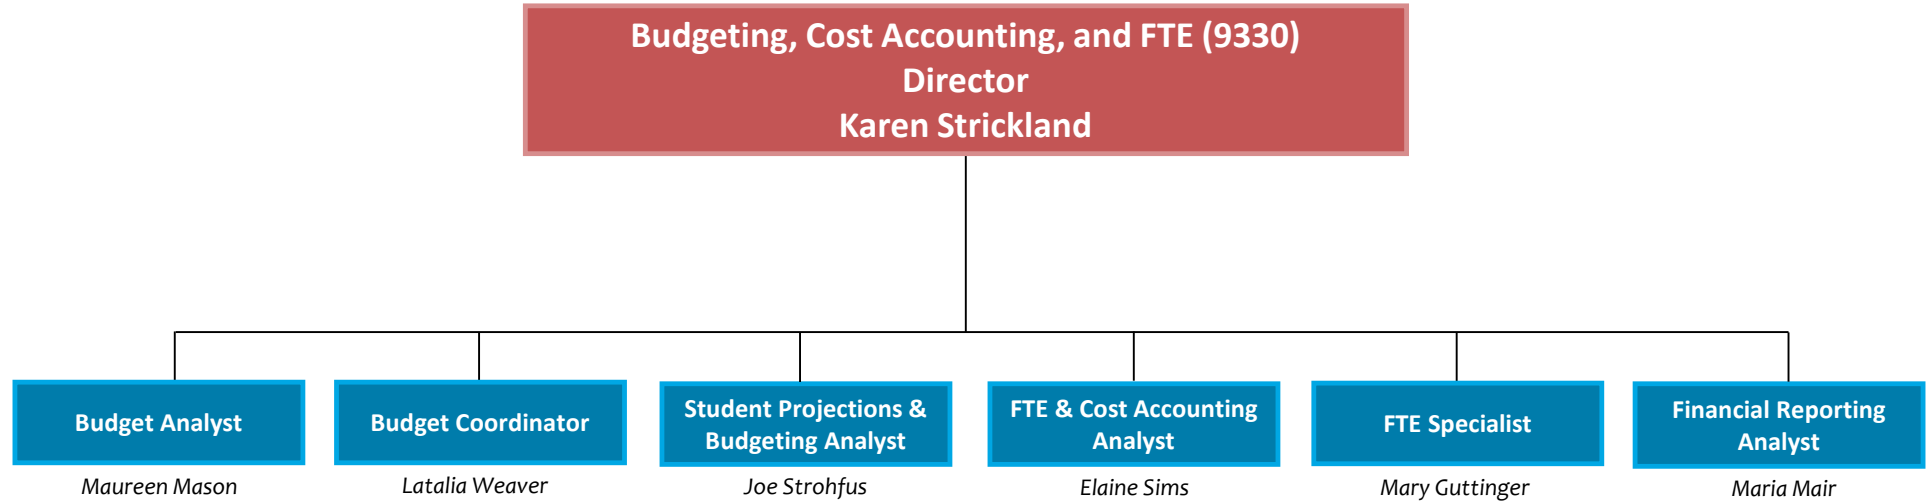 Budgeting, Cost Accounting, and FTE (9330)
Director
Karen Strickland
Budget Analyst
Maureen Mason
Budget Coordinator
Latalia Weaver
Student Projections &
Budgeting Analyst
Joe Strohfus
FTE & Cost Accounting
Analyst
Elaine Sims
FTE Specialist
Mary Guttinger
Financial Reporting
Analyst
Maria Mair